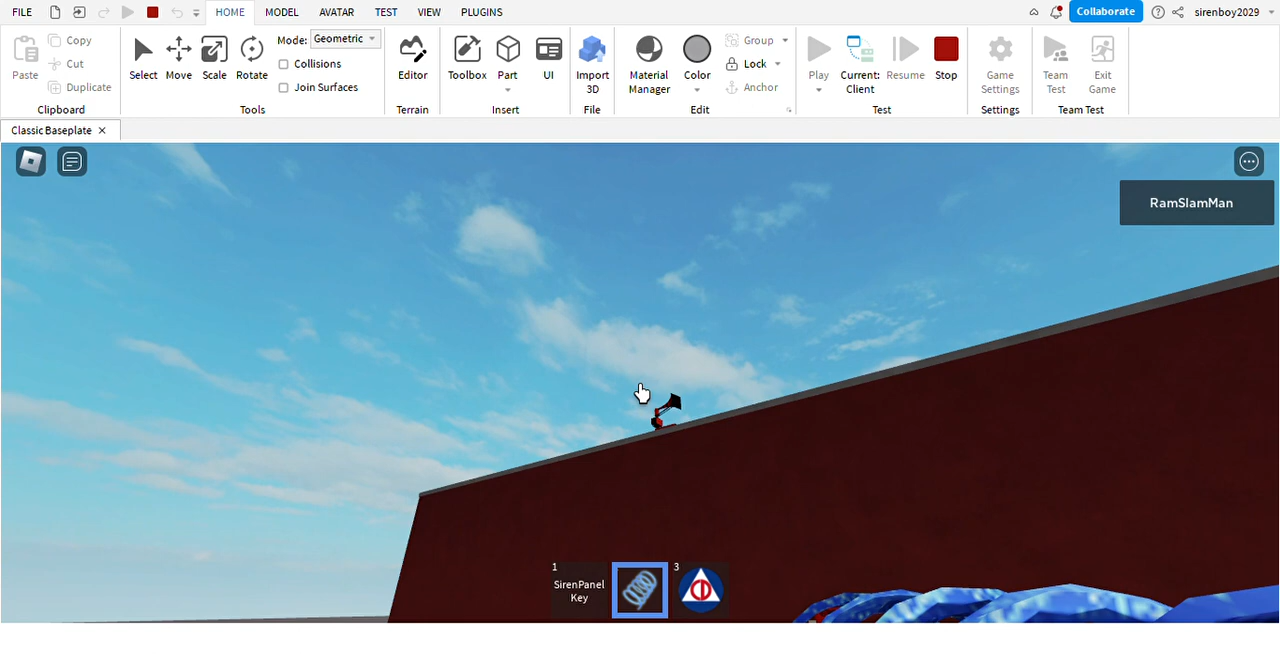 FILE
HOME
MODEL
AVATAR
TEST
VIEW
PLUGINS
Collaborate
sirenboy2029
Paste
Copy
Cut
Duplicate
Clipboard
Select
Move
Scale
Rotate
Mode:
Geometric
Collisions
Join Surfaces
Tools
Editor
Terrain
Toolbox
Part
UI
Insert
Import
3D
File
Material
Manager
Color
Group
Lock
Anchor
Edit
Play
Current:
Client
Resume
Stop
Test
Game
Settings
Settings
Team
Test
Exit
Game
Team Test
Classic Baseplate
RamSlamMan
1
SirenPanel
Key
3